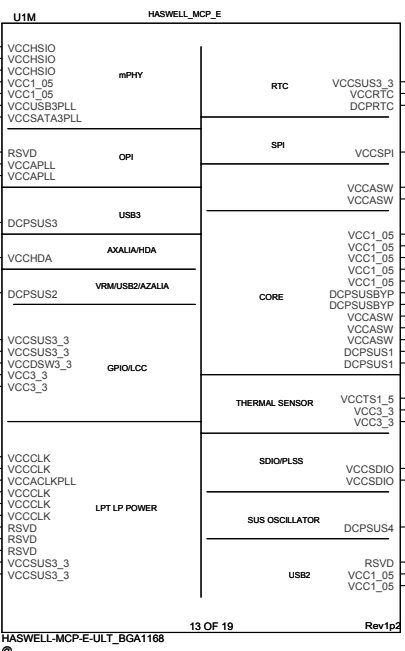 U1M
HASWELL_MCP_E
VCCHSIO
VCCHSIO
VCCHSIO
VCC1_05
VCC1_05
VCCUSB3PLL
VCCSATA3PLL
mPHY
RSVD
VCCAPLL
VCCAPLL
OPI
DCPSUS3
USB3
VCCHDA
AXALIA/HDA
DCPSUS2
VRM/USB2/AZALIA
VCCSUS3_3
VCCSUS3_3
VCCDSW3_3
VCC3_3
VCC3_3
GPIO/LCC
VCCCLK
VCCCLK
VCCACLKPLL
VCCCLK
VCCCLK
VCCCLK
RSVD
RSVD
RSVD
VCCSUS3_3
VCCSUS3_3
LPT LP POWER
RTC
VCCSUS3_3
VCCRTC
DCPRTC
SPI
VCCSPI
VCCASW
VCCASW
CORE
VCC1_05
VCC1_05
VCC1_05
VCC1_05
VCC1_05
DCPSUSBYP
DCPSUSBYP
VCCASW
VCCASW
VCCASW
DCPSUS1
DCPSUS1
THERMAL SENSOR
VCCTS1_5
VCC3_3
VCC3_3
SDIO/PLSS
VCCSDIO
VCCSDIO
SUS OSCILLATOR
DCPSUS4
USB2
RSVD
VCC1_05
VCC1_05
13 OF 19
Rev1p2
HASWELL-MCP-E-ULT_BGA1168
@